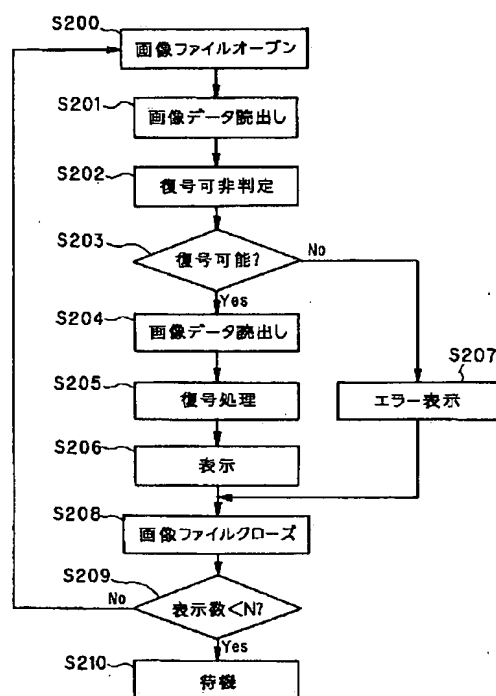 S200
画像ファイルオープン
S201
画像データ読出し
S202
復号可非判定
S203
復号可能?
No
Yes
S204
画像データ読出し
S207
S205
復号処理
エラー表示
S206
表示
S208
画像ファイルクローズ
S209
表示数<N?
No
Yes
S210
待機